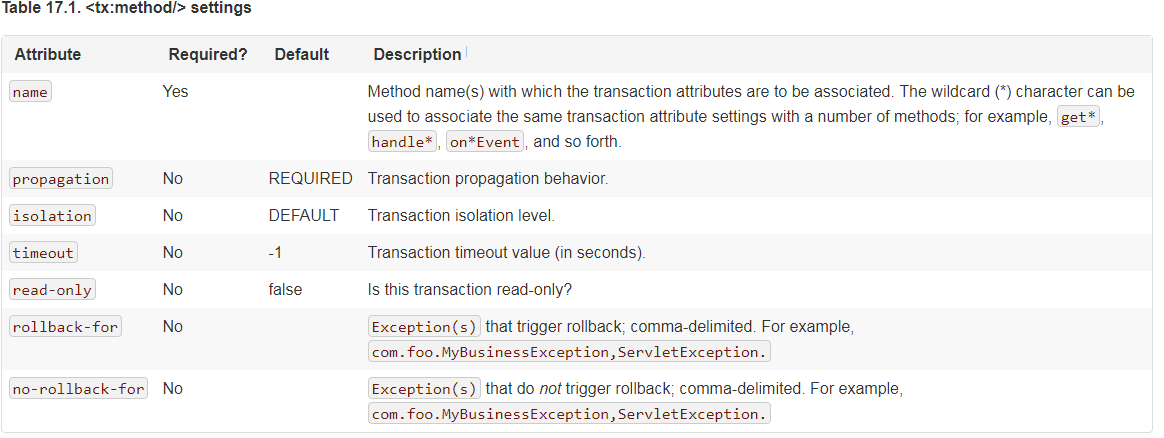 Table 17.1. <tx:method/> settings
Attribute Required? Default Description
name Yes Method name(s) with which the transaction attributes are to be associated. The wildcard (*) character can be
used to associate the same transaction attribute settings with a number of methods; for example, get*,
handle*, on*Event, and so forth.
propagation No REQUIRED Transaction propagation behavior.
isolation No DEFAULT Transaction isolation level.
timeout No -1 Transaction timeout value (in seconds).
read-only No false Is this transaction read-only?
rollback-for No Exception(s) that trigger rollback; comma-delimited. For example,
com.foo.MyBusinessException,ServletException.
no-rollback-for No Exception(s) that do not trigger rollback; comma-delimited. For example,
com.foo.MyBusinessException,ServletException.